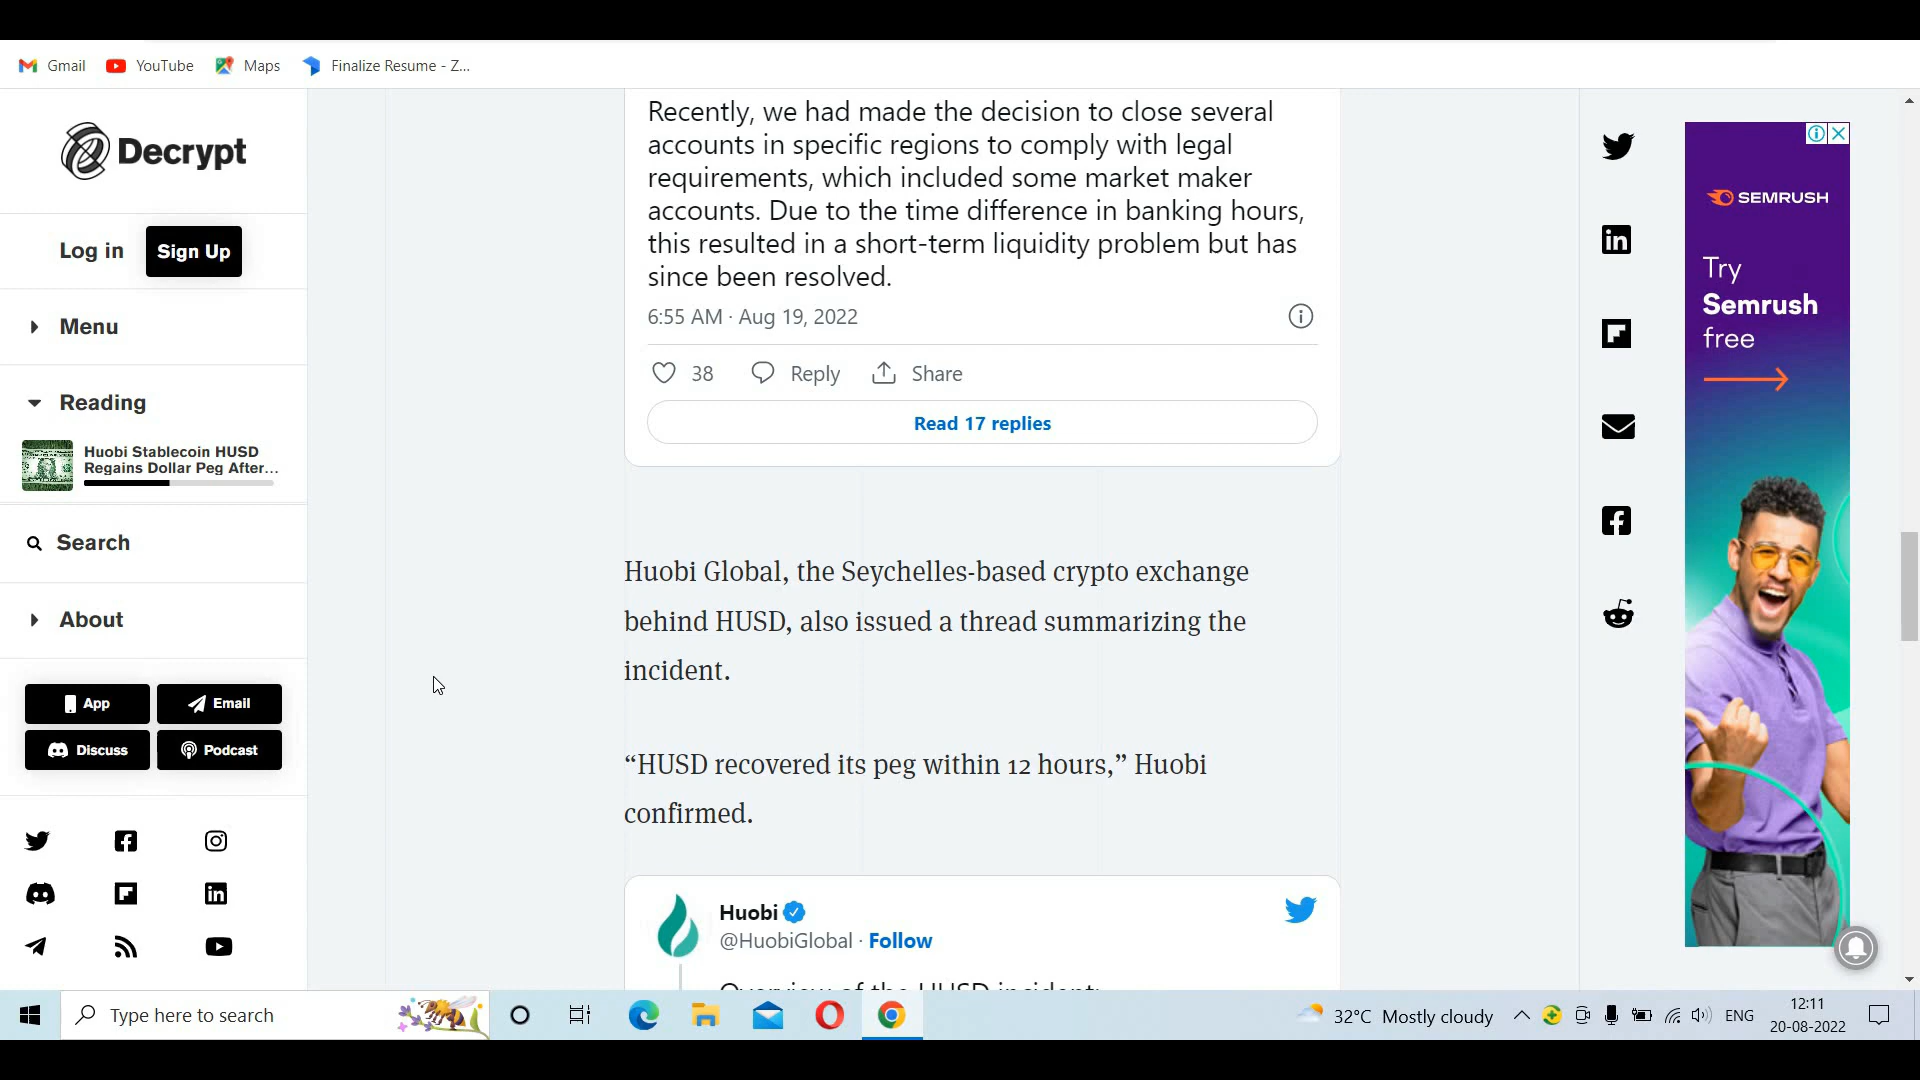 Gmail
YouTube
Maps
Finalize Resume - Z...
Decrypt
Log in
Sign Up
Menu
Reading
Huobi Stablecoin HUSD
Regains Dollar Peg After...
Search
About
App
Email
Discuss
Podcast
Recently, we had made the decision to close several
accounts in specific regions to comply with legal
requirements, which included some market maker
accounts. Due to the time difference in banking hours,
this resulted in a short-term liquidity problem but has
since been resolved.
6:55 AM · Aug 19, 2022
38
Reply
Share
Read 17 replies
Huobi Global, the Seychelles-based crypto exchange
behind HUSD, also issued a thread summarizing the
incident.
“HUSD recovered its peg within 12 hours,” Huobi
confirmed.
Huobi
@HuobiGlobal · Follow
Overview of the HUSD incident:
SEMRUSH
Try
Semrush
free
Type here to search
32°C Mostly cloudy
ENG
12:11
20-08-2022